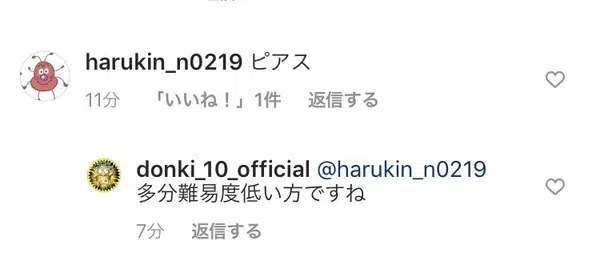 harukin_n0219 ピアス
11分 「いいね！」1件 返信する
donki_10_official @harukin_n0219
多分難易度低い方ですね
7分 返信する